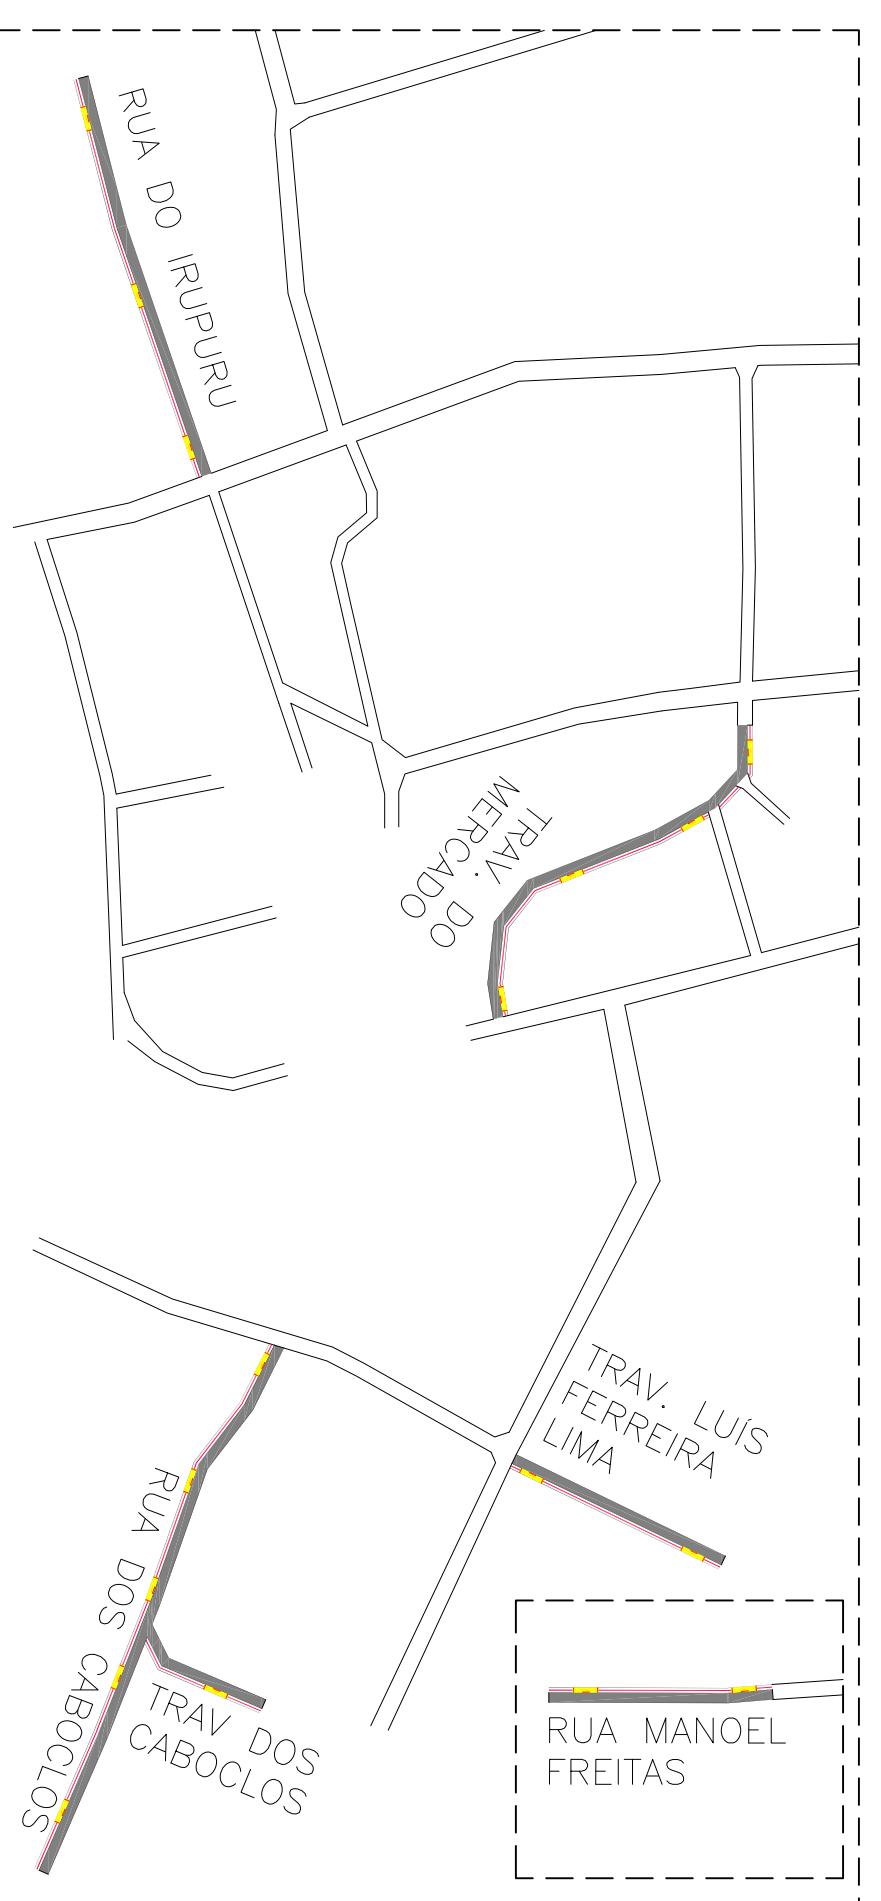 RUA DO IRUPURU
TRAV. DO
MERCADO
TRAV. LUÍS
FERREIRA
LIMA
RUA DOS CABOCLOS
TRAV DOS
CABOCLOS
RUA MANOEL
FREITAS